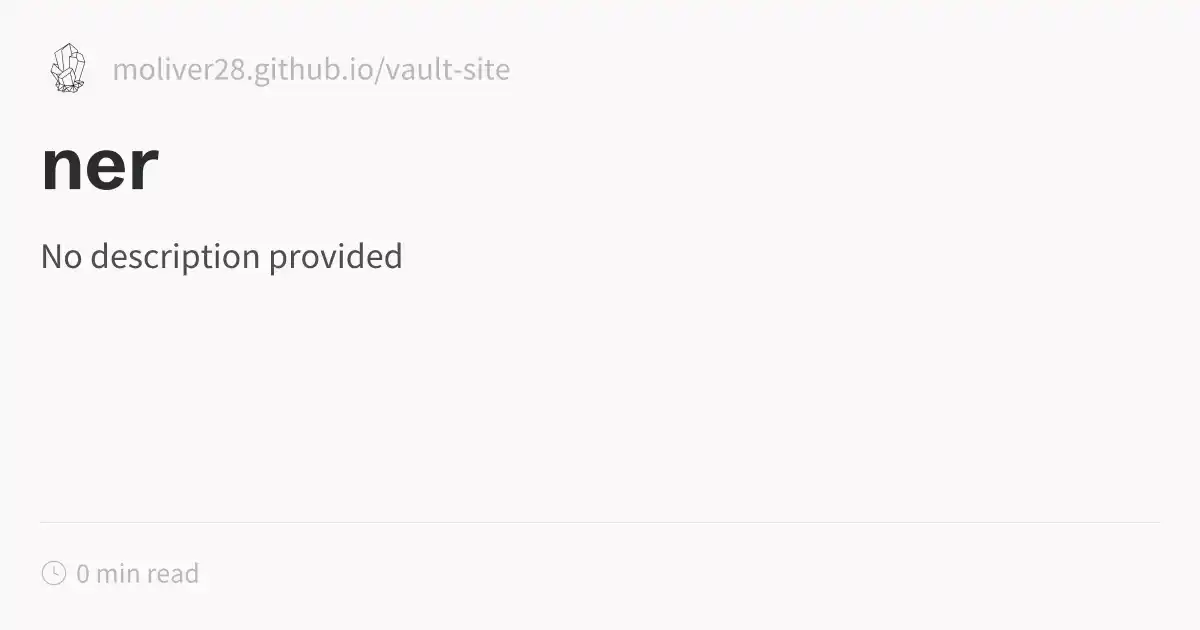 moliver28.github.io/vault-site
ner
No description provided
0 min read